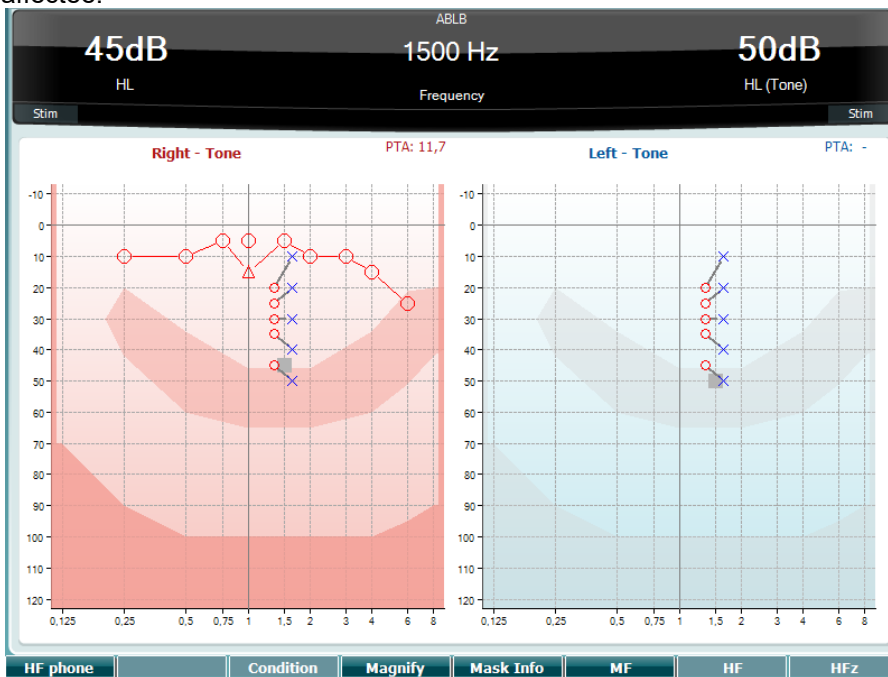 affected.
ABLB
45dB 1500 Hz 50dB
HL Frequency HL (Tone)
Stim Stim
Right - Tone PTA: 11,7 Left - Tone PTA: -
-10 -10
0 0
10 10
20 20
30 30
40 40
50 50
60 60
70 70
80 80
90 90
100 100
110 110
120 120
0,125 0,25 0,5 0,75 1 1,5 2 3 4 6 8 0,125 0,25 0,5 0,75 1 1,5 2 3 4 6 8
HF phone Condition Magnify Mask Info MF HF HFz